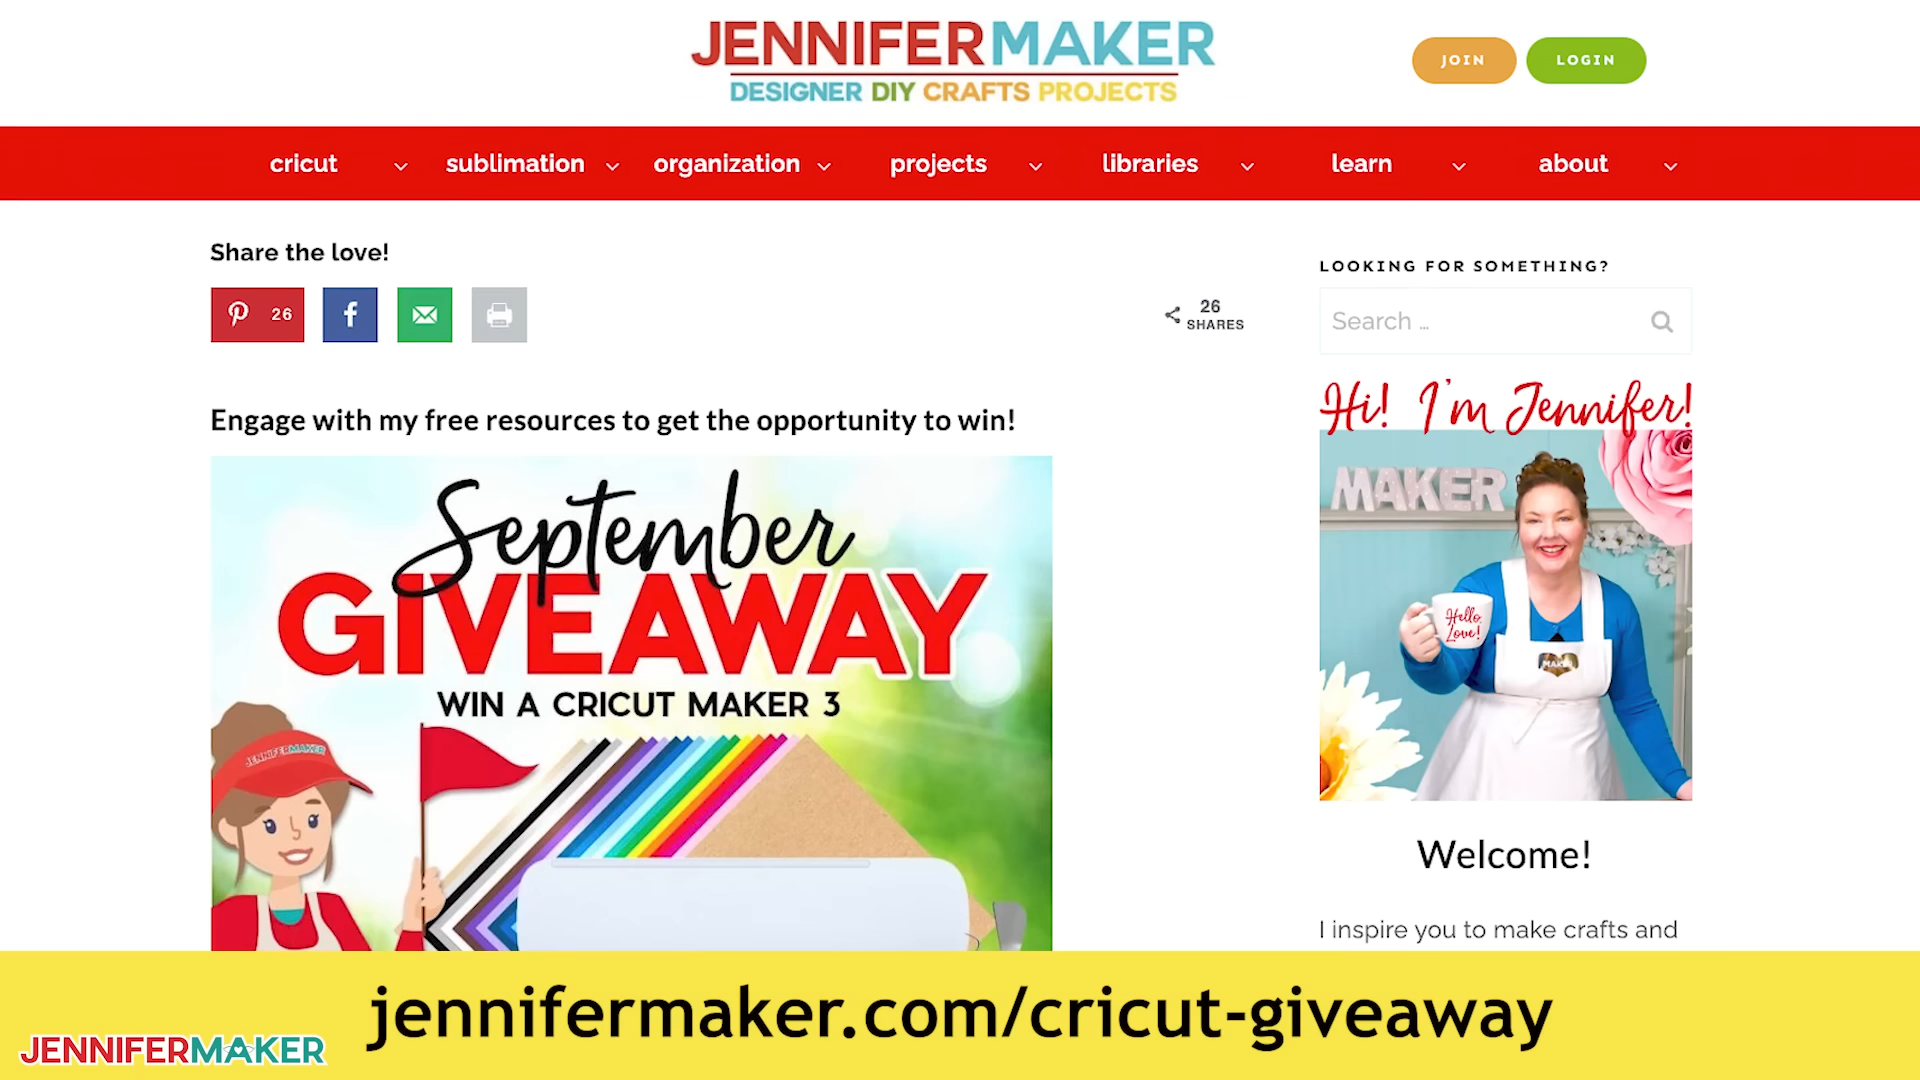 JENNIFERMAKER
DESIGNER DIY CRAFTS PROJECTS
JOIN
LOGIN
cricut
sublimation
organization
projects
libraries
learn
about
Share the love!
26
26
SHARES
LOOKING FOR SOMETHING?
Search …
Hi! I'm Jennifer!
MAKER
Hello,
Love!
MAKER
Engage with my free resources to get the opportunity to win!
September
GIVEAWAY
WIN A CRICUT MAKER 3
JENNIFERMAKER
Welcome!
I inspire you to make crafts and
jennifermaker.com/cricut-giveaway
JENNIFERMAKER